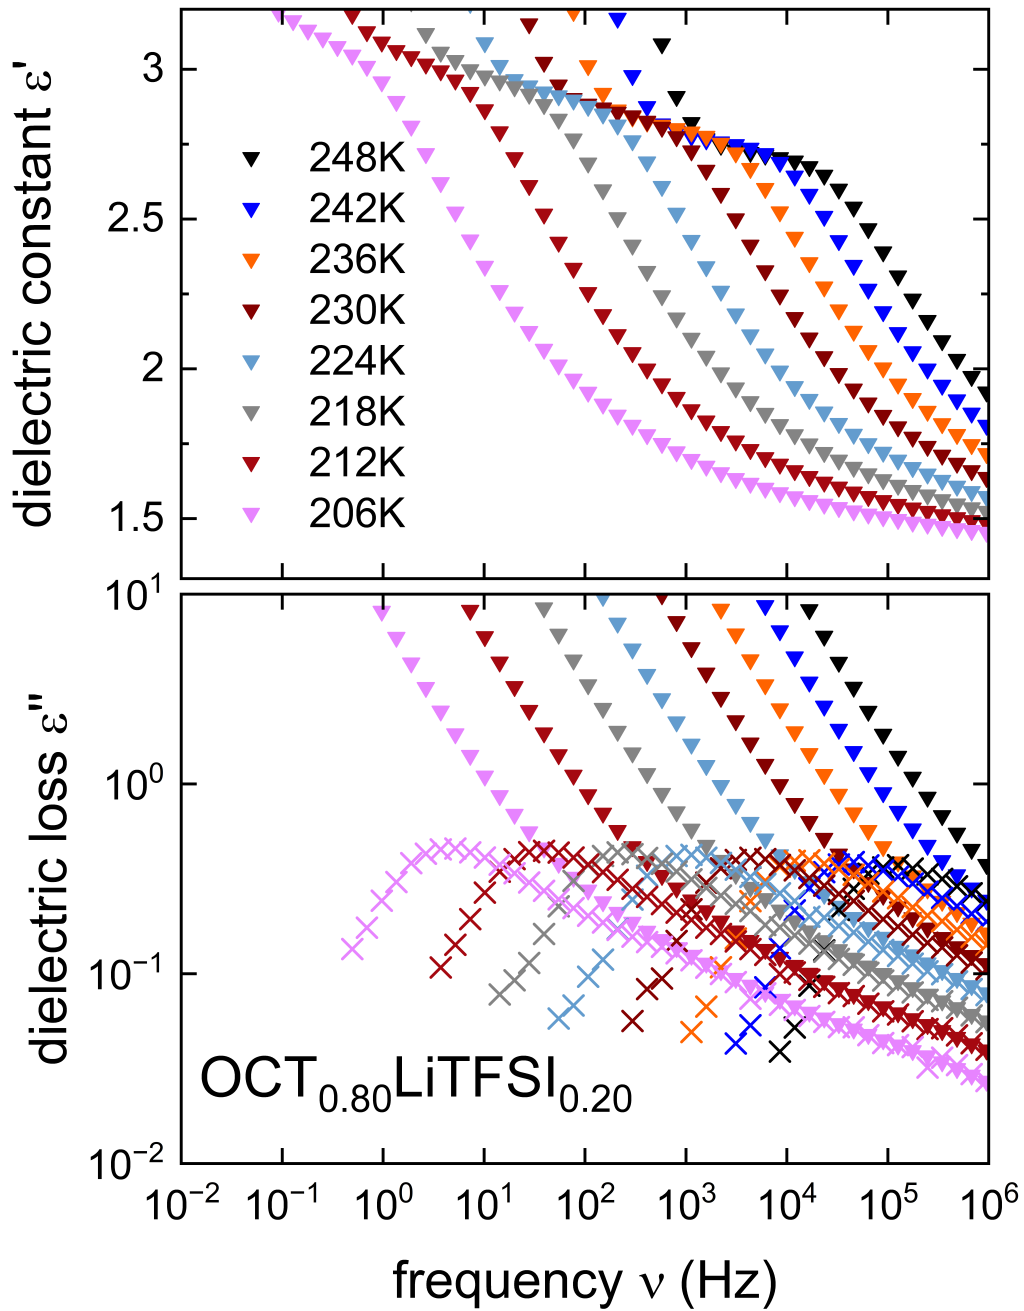 dielectric constant ε'
3
2.5
2
1.5
248K
242K
236K
230K
224K
218K
212K
206K
dielectric loss ε"
10¹
10⁰
10⁻¹
10⁻²
OCT₀.₈₀LiTFSI₀.₂₀
10⁻² 10⁻¹ 10⁰ 10¹ 10² 10³ 10⁴ 10⁵ 10⁶
frequency ν (Hz)